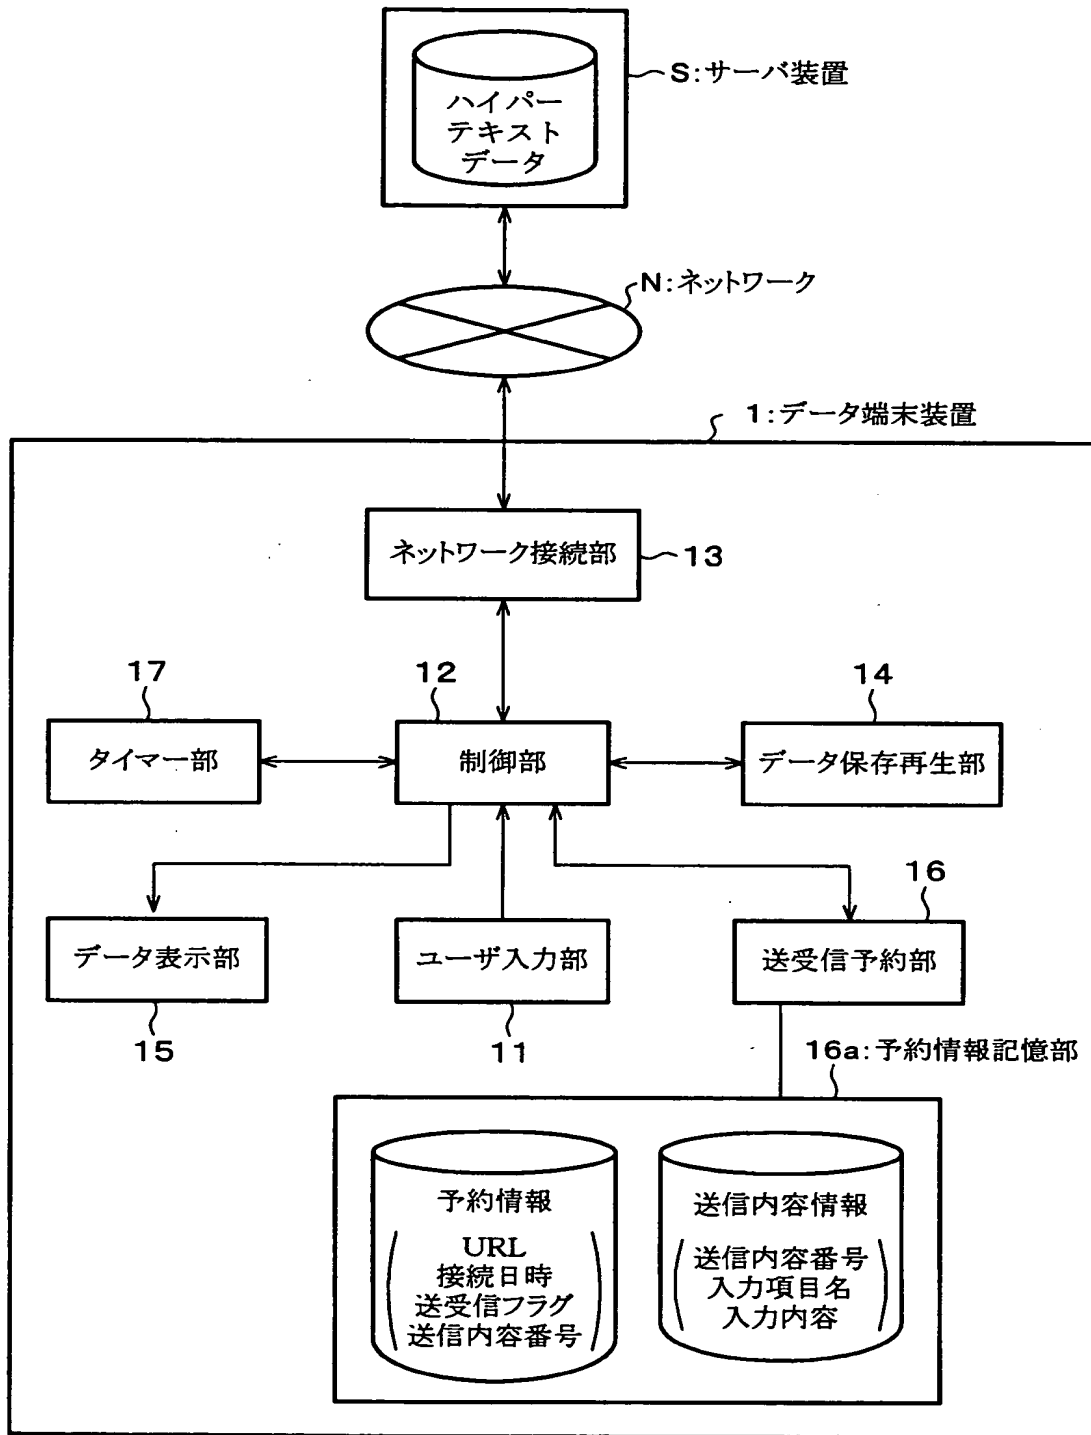 S:サーバ装置
ハイパー
テキスト
データ
N:ネットワーク
1:データ端末装置
ネットワーク接続部
13
17
12
14
タイマー部
制御部
データ保存再生部
16
データ表示部
ユーザ入力部
送受信予約部
15
11
16a:予約情報記憶部
予約情報
URL
接続日時
送受信フラグ
送信内容番号
送信内容情報
送信内容番号
入力項目名
入力内容